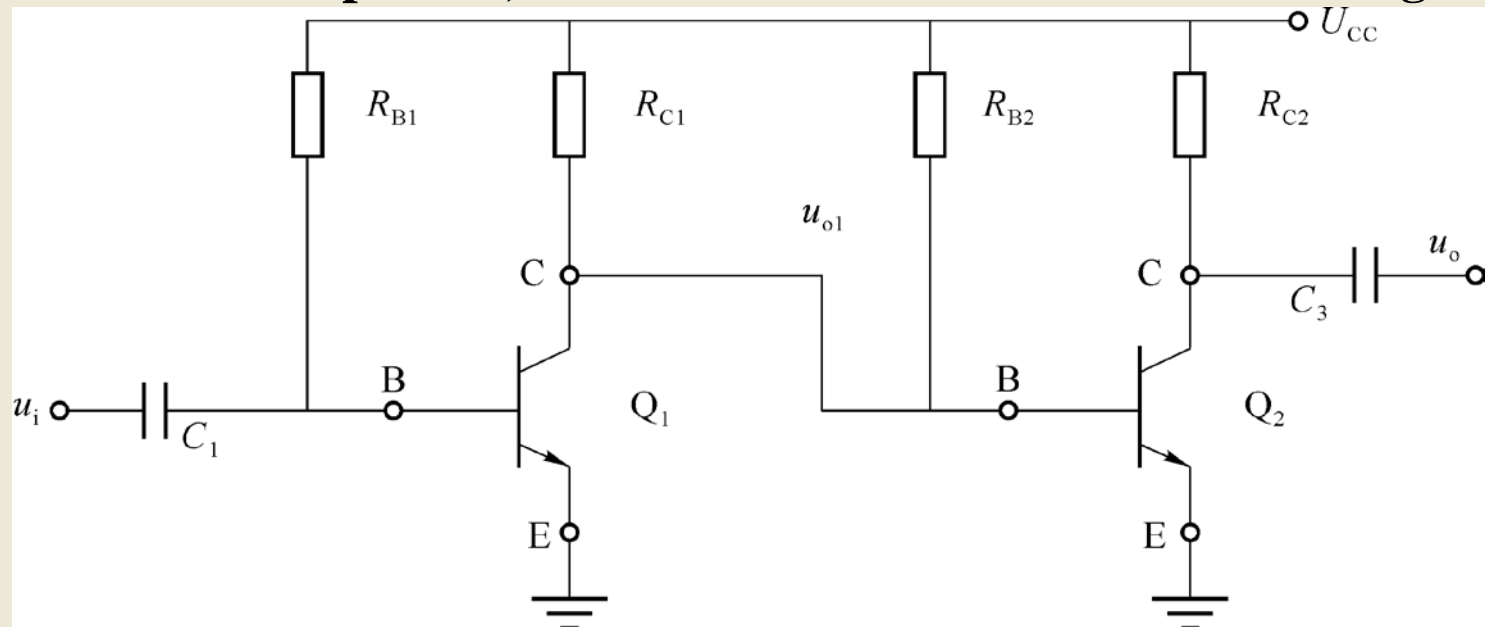 U_CC
R_B1 R_C1 R_B2 R_C2
u_o1
u_o
C C
C_3
B B
u_i Q_1 Q_2
C_1
E E